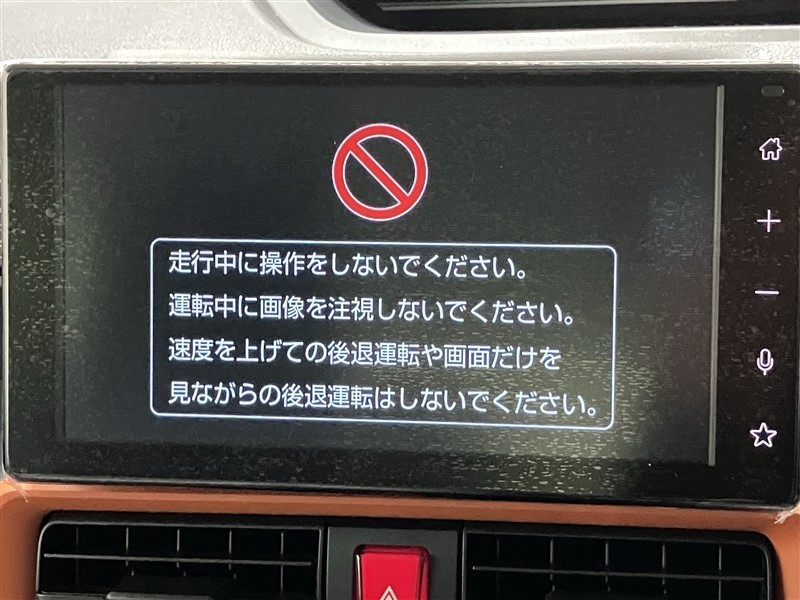 走行中に操作をしないでください。
運転中に画像を注視しないでください。
速度を上げての後退運転や画面だけを
見ながらの後退運転はしないでください。